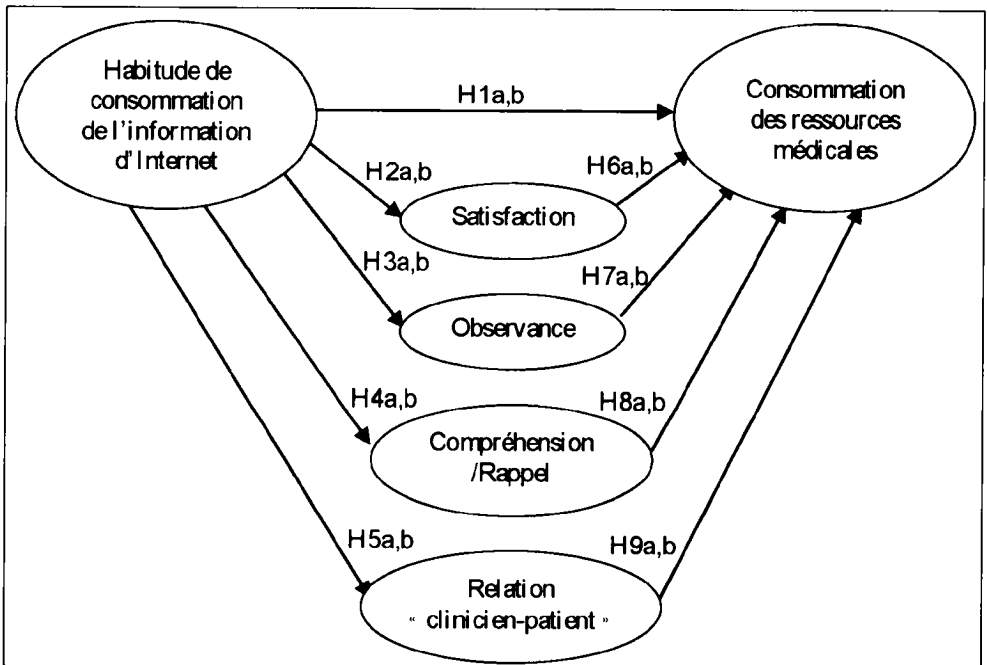 Habitude de
consommation
de l'information
d'Internet
H1a,b
Consommation
des ressources
médicales
H2a,b
H6a,b
Satisfaction
H3a,b
H7a,b
Observance
H4a,b
H8a,b
Compréhension
/Rappel
H5a,b
H9a,b
Relation
« clinicien-patient »